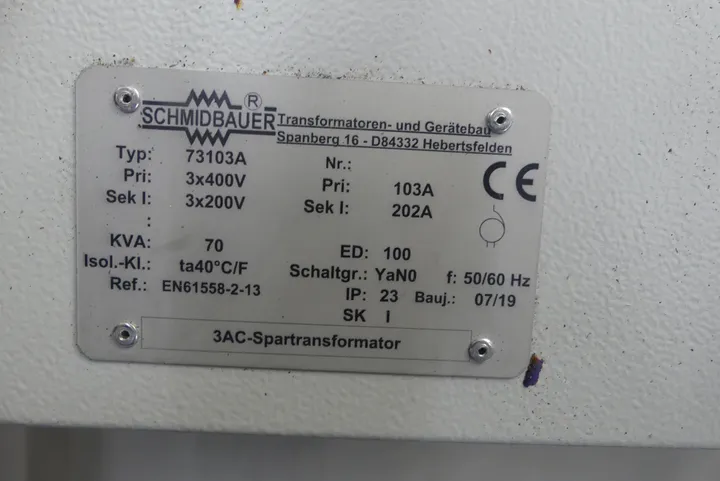 SCHMIDBAUER ® Transformatoren- und Gerätebau
Spanberg 16 - D84332 Hebertsfelden
Typ: 73103A Nr.:
Pri: 3x400V Pri: 103A
Sek I: 3x200V Sek I: 202A
:
KVA: 70 ED: 100
Isol.-Kl.: ta40°C/F Schaltgr.: YaN0 f: 50/60 Hz
Ref.: EN61558-2-13 IP: 23 Bauj.: 07/19
SK I
3AC-Spartransformator
CE